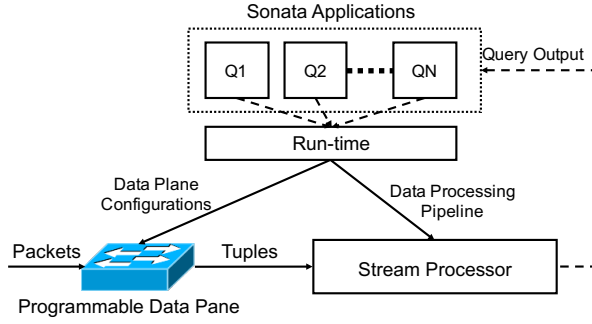 Sonata Applications
Q1
Q2
QN
Query Output
Run-time
Data Plane
Configurations
Data Processing
Pipeline
Packets
Tuples
Stream Processor
Programmable Data Pane